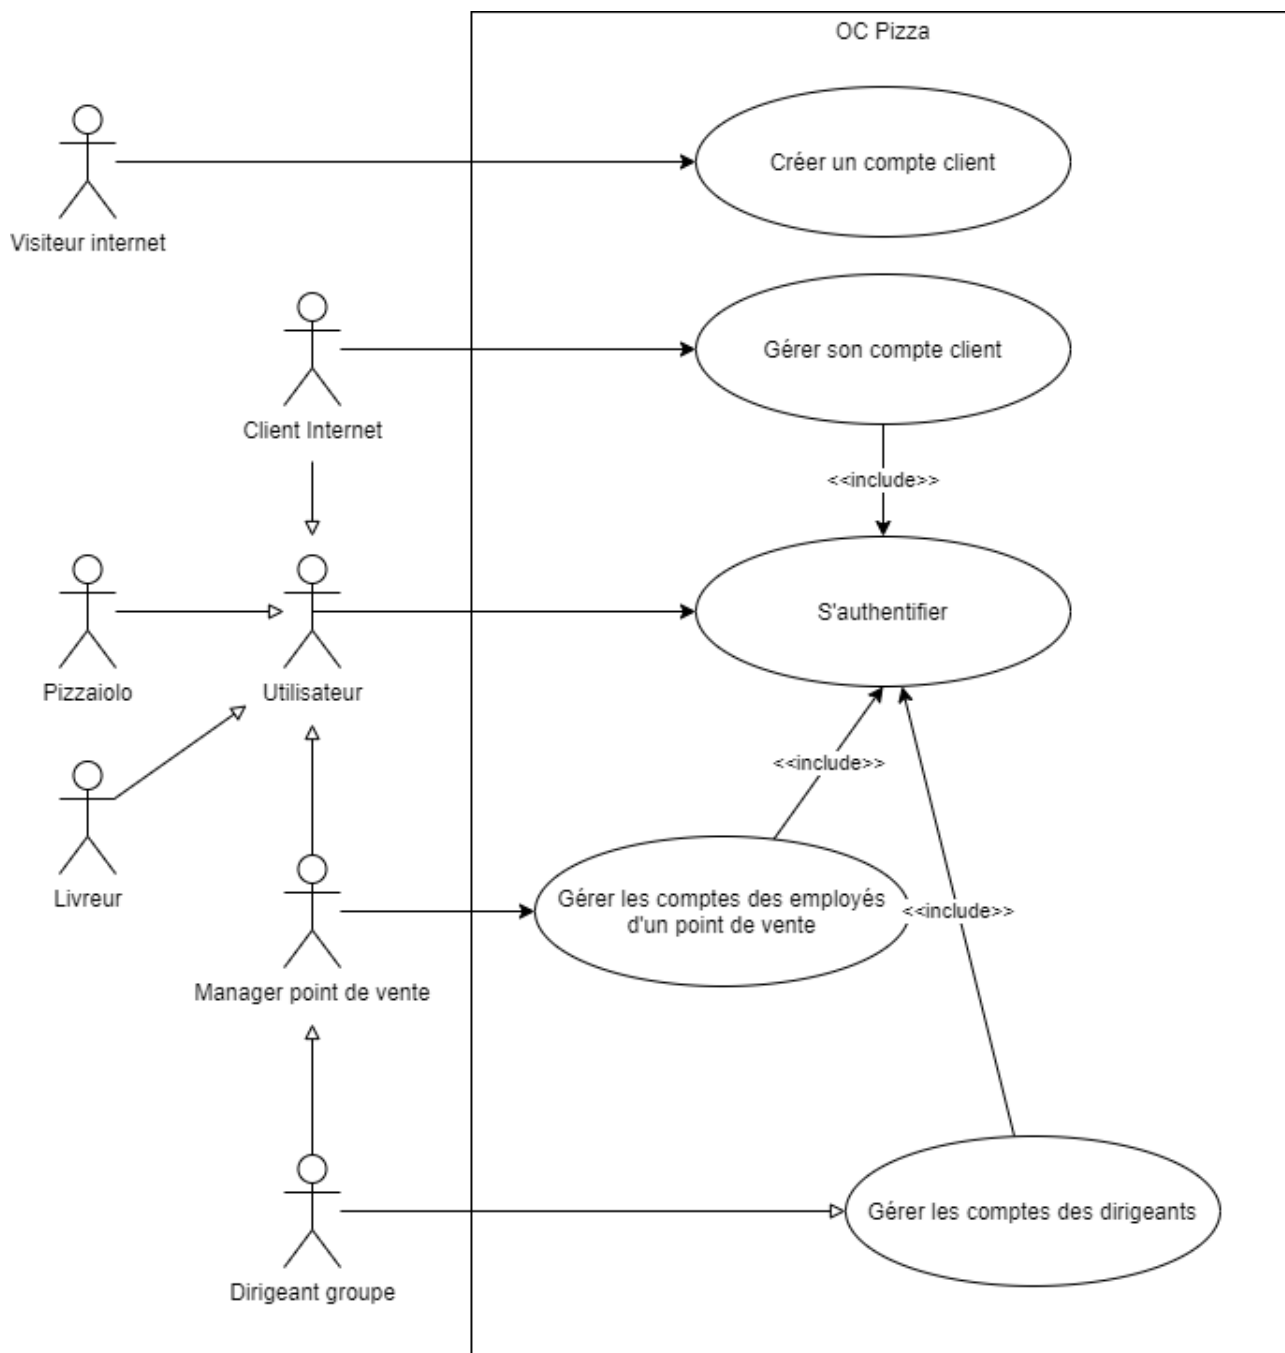 OC Pizza
Créer un compte client
Visiteur internet
Gérer son compte client
Client Internet
<<include>>
S'authentifier
Pizzaiolo
Utilisateur
<<include>>
Livreur
Gérer les comptes des employés
d'un point de vente
<<include>>
Manager point de vente
Gérer les comptes des dirigeants
Dirigeant groupe